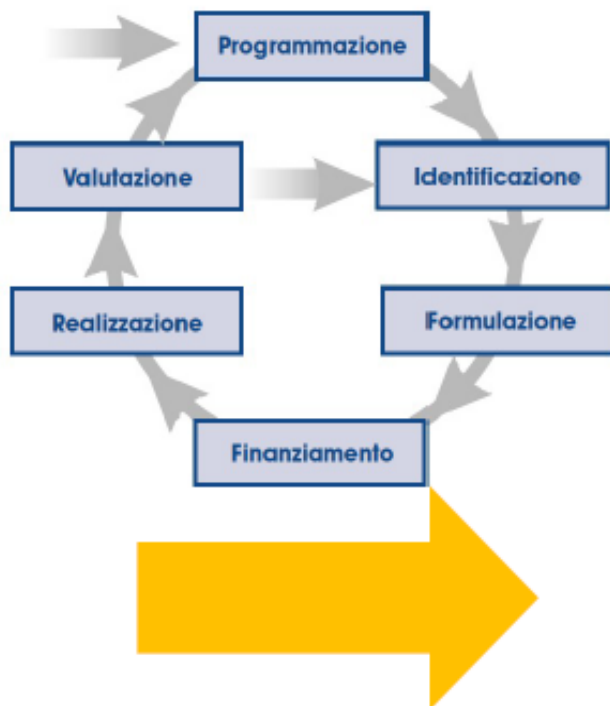 Programmazione
Valutazione
Identificazione
Realizzazione
Formulazione
Finanziamento